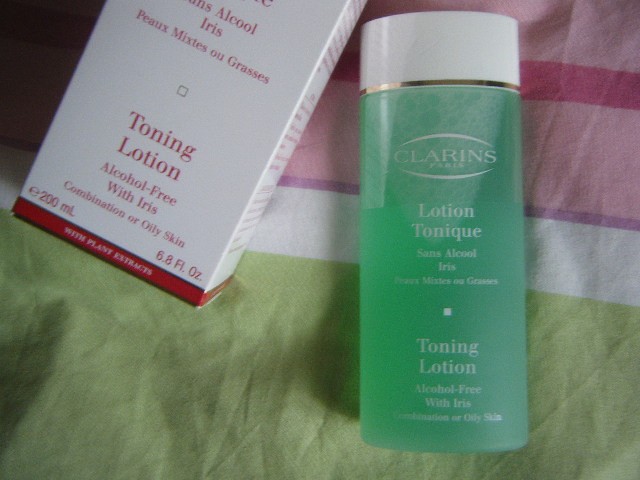 Sans Alcool
Iris
Peaux Mixtes ou Grasses
Toning
Lotion
Alcohol-Free
With Iris
Combination or Oily Skin
e 200 mL
6.8 Fl. Oz.
WITH PLANT EXTRACTS
CLARINS
PARIS
Lotion
Tonique
Sans Alcool
Iris
Peaux Mixtes ou Grasses
Toning
Lotion
Alcohol-Free
With Iris
Combination or Oily Skin